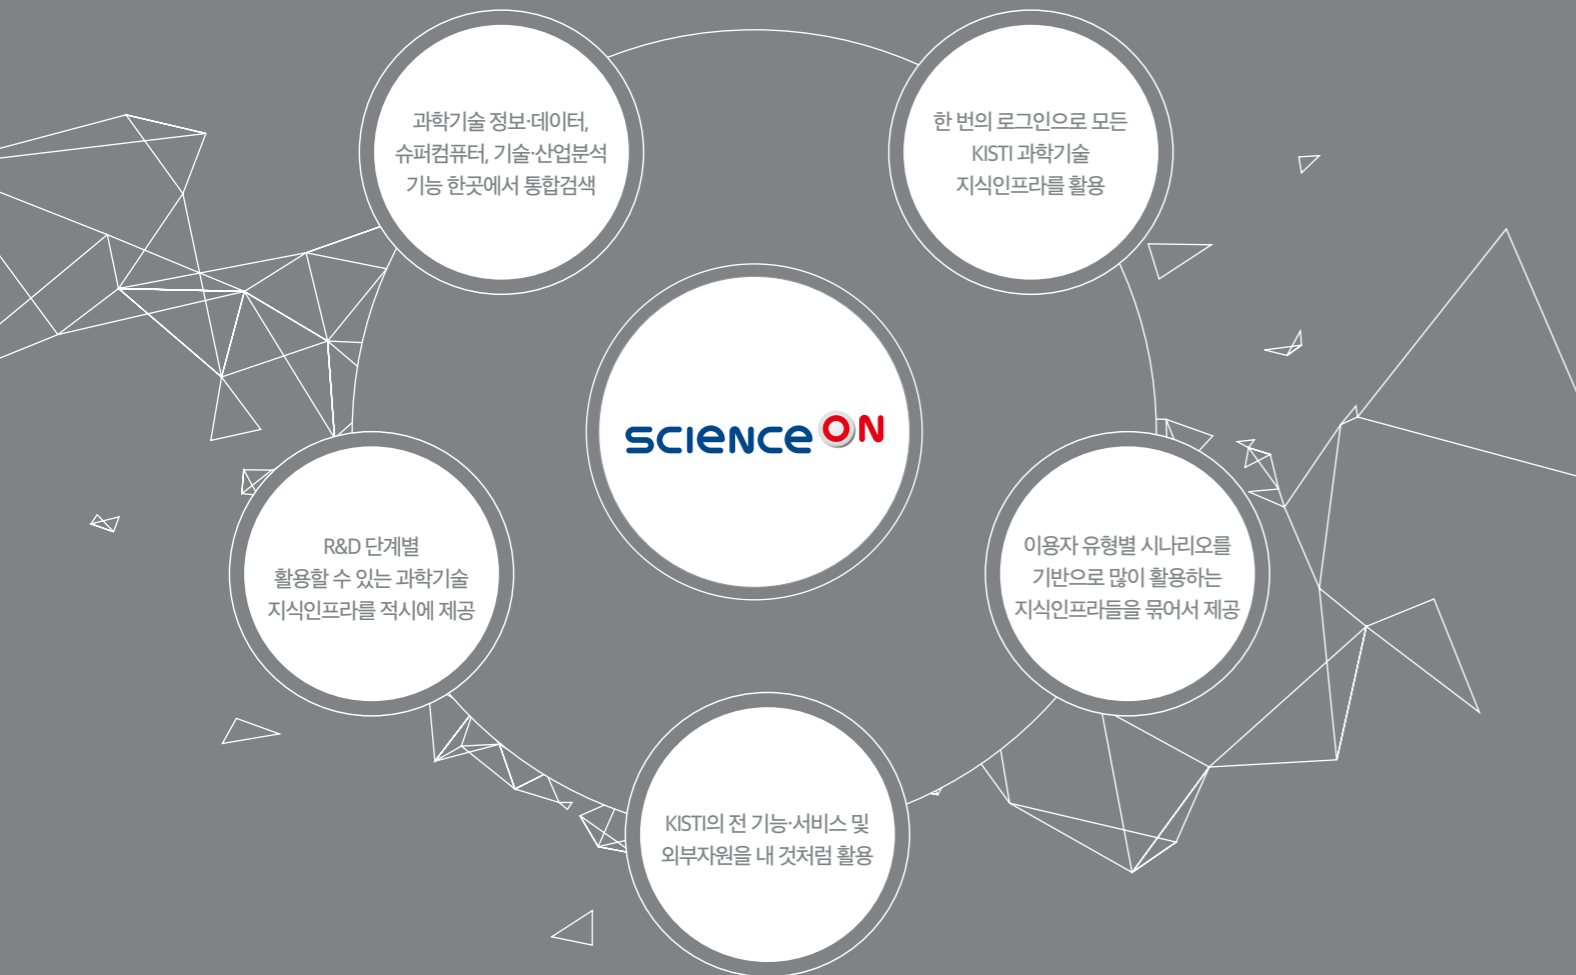 과학기술 정보·데이터,
슈퍼컴퓨터, 기술·산업분석
기능 한곳에서 통합검색
한 번의 로그인으로 모든
KISTI 과학기술
지식인프라를 활용
SCIENCE ON
R&D 단계별
활용할 수 있는 과학기술
지식인프라를 적시에 제공
이용자 유형별 시나리오를
기반으로 많이 활용하는
지식인프라들을 묶어서 제공
KISTI의 전 기능·서비스 및
외부자원을 내 것처럼 활용